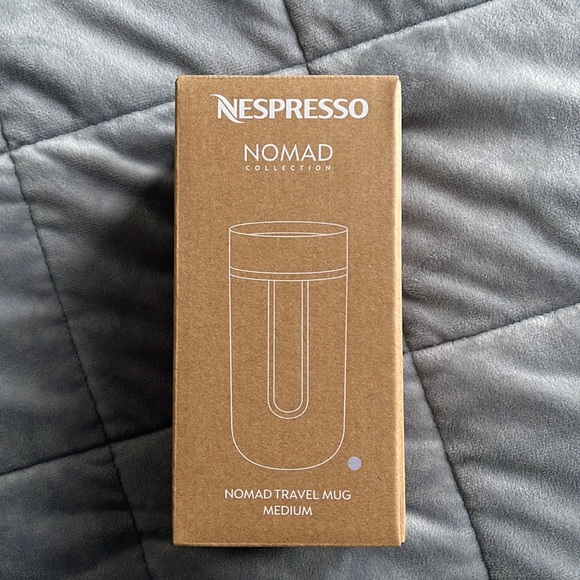 NESPRESSO
NOMAD
COLLECTION
NOMAD TRAVEL MUG
MEDIUM